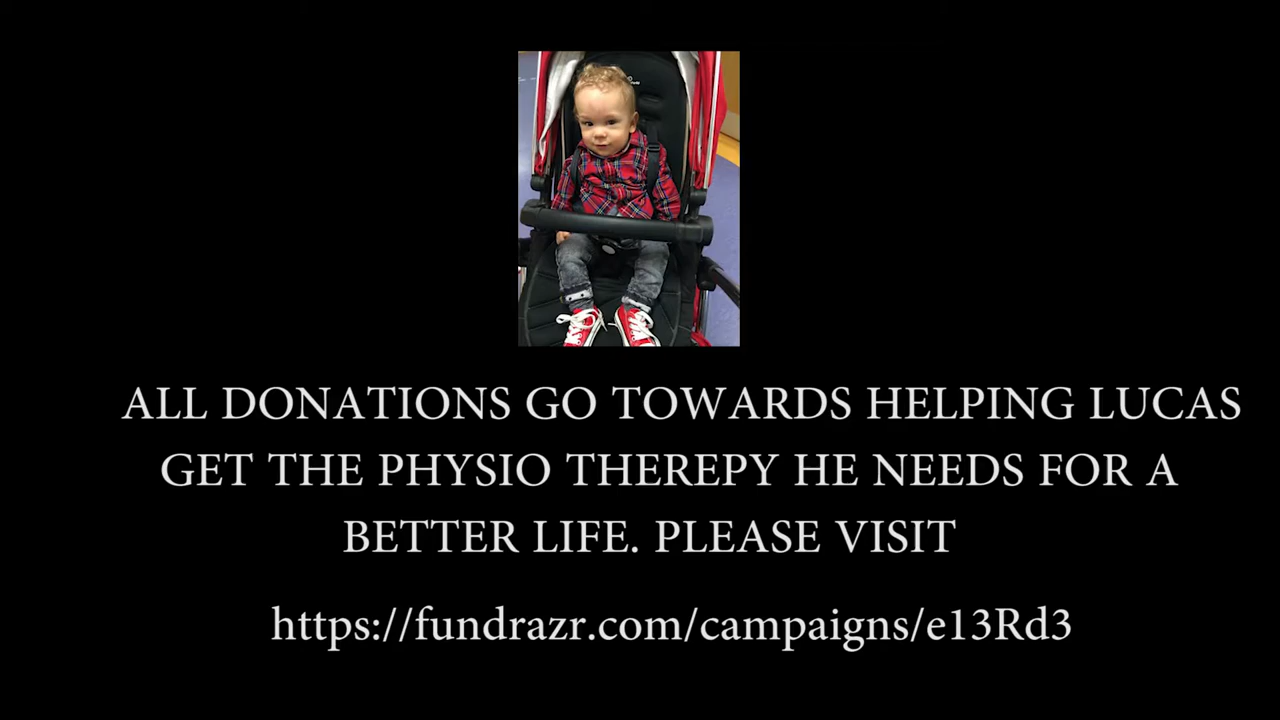 ALL DONATIONS GO TOWARDS HELPING LUCAS
GET THE PHYSIO THEREPY HE NEEDS FOR A
BETTER LIFE. PLEASE VISIT
https://fundrazr.com/campaigns/e13Rd3